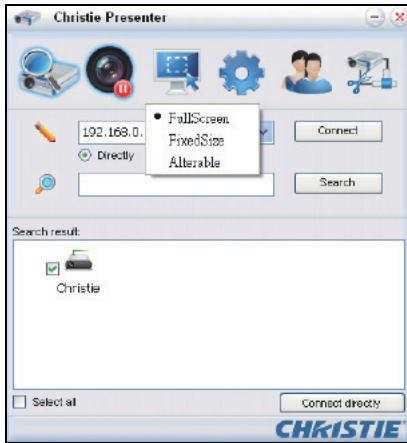 Christie Presenter
FullScreen
FixedSize
Alterable
192.168.0.
Connect
Directly
Search
Search result:
Christie
Select all
Connect directly
CHRISTIE